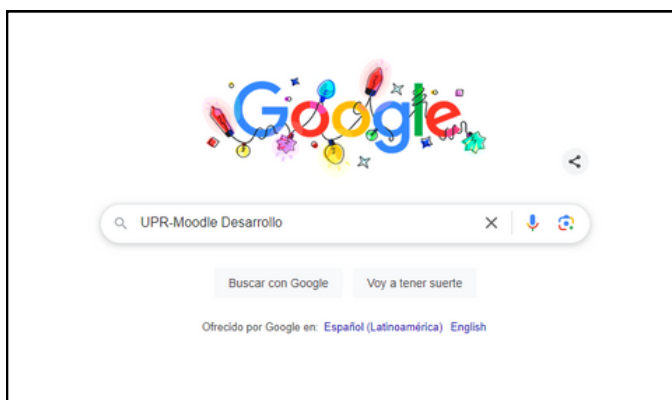 Google
UPR-Moodle Desarrollo
Buscar con Google Voy a tener suerte
Ofrecido por Google en: Español (Latinoamérica) English